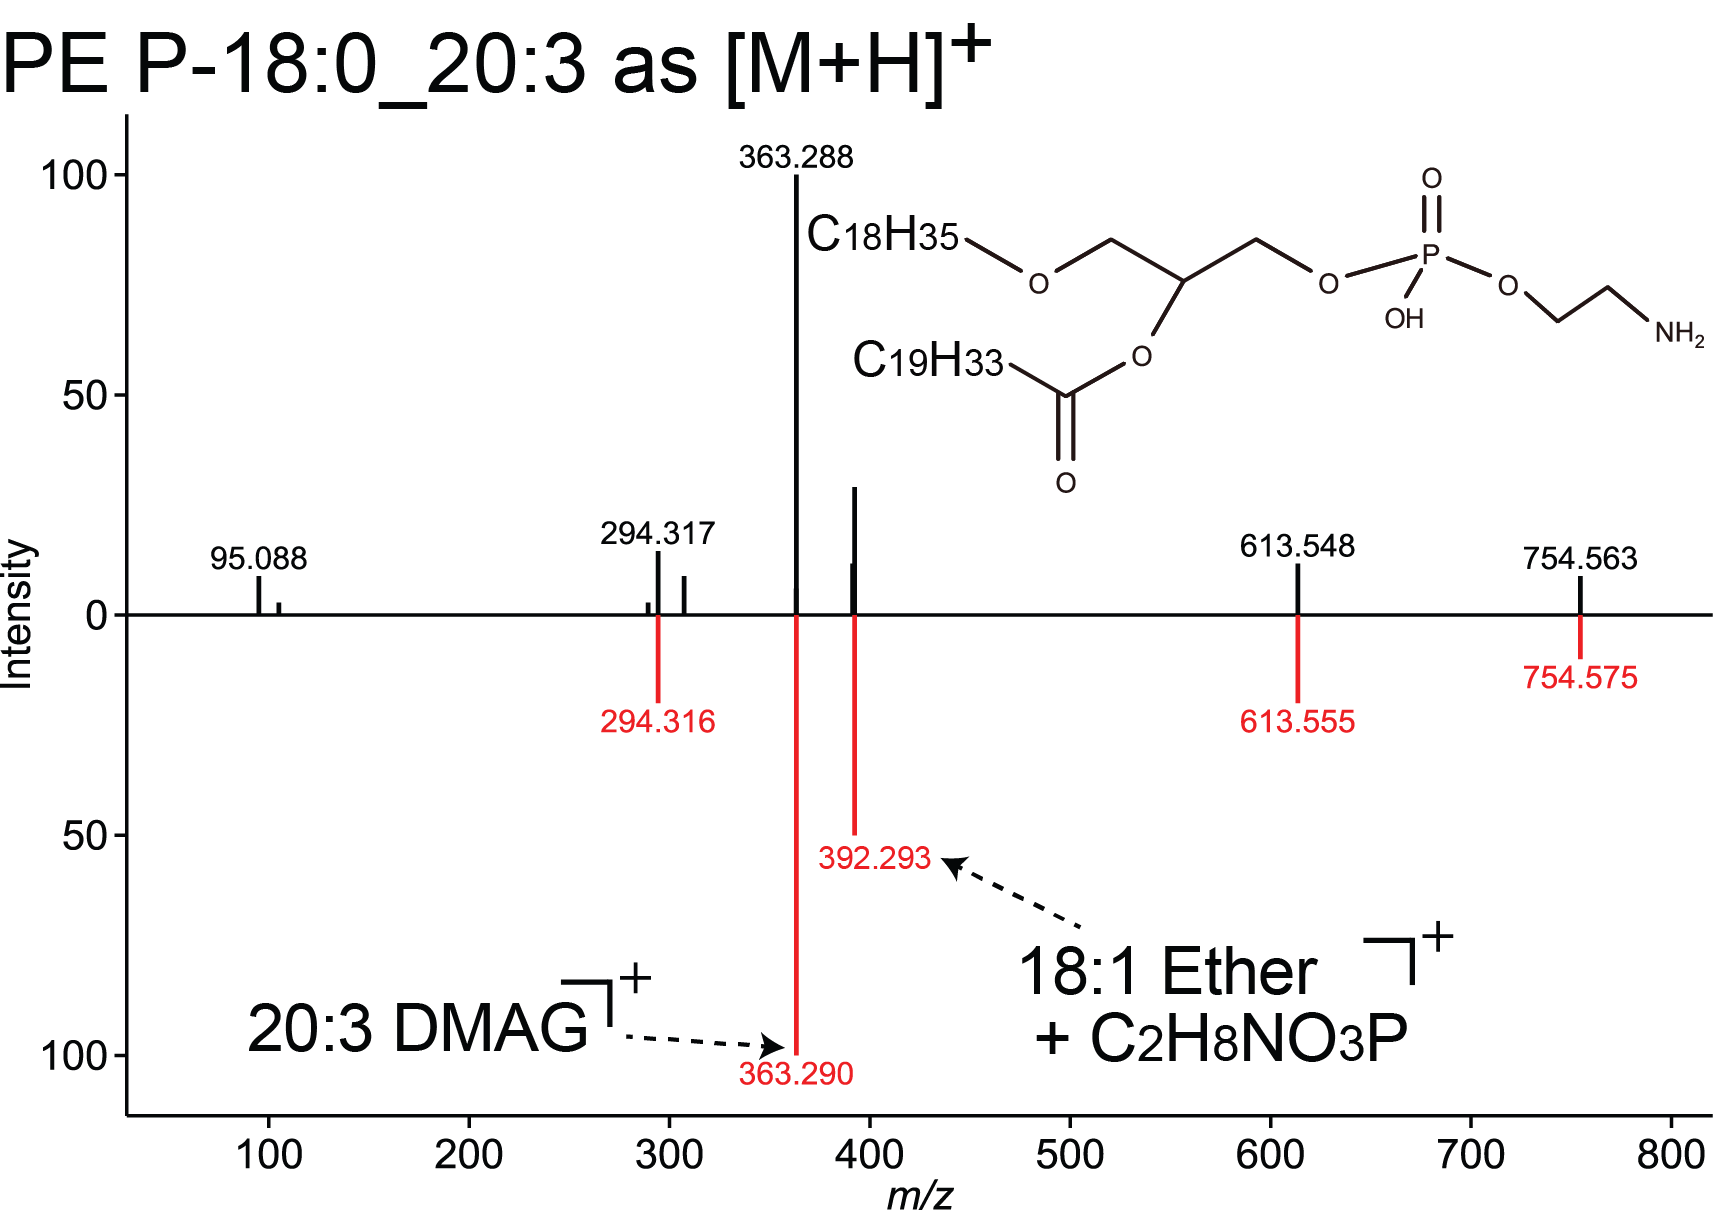 PE P-18:0_20:3 as [M+H]+
363.288
100
50
0
50
100
Intensity
95.088
294.317
613.548
754.563
C18H35
O
O
O
P
OH
O
NH2
C19H33
O
O
294.316
613.555
754.575
392.293
363.290
20:3 DMAG +
18:1 Ether +
+ C2H8NO3P
100
200
300
400
500
600
700
800
m/z